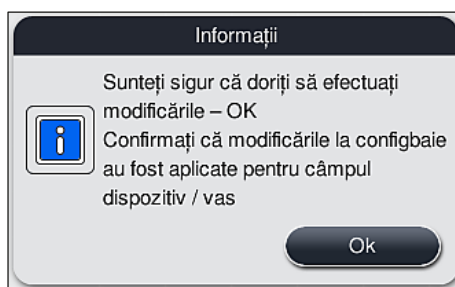 Informații
Sunteți sigur că doriți să efectuați
modificările – OK
Confirmați că modificările la configbaie
au fost aplicate pentru câmpul
dispozitiv / vas
Ok